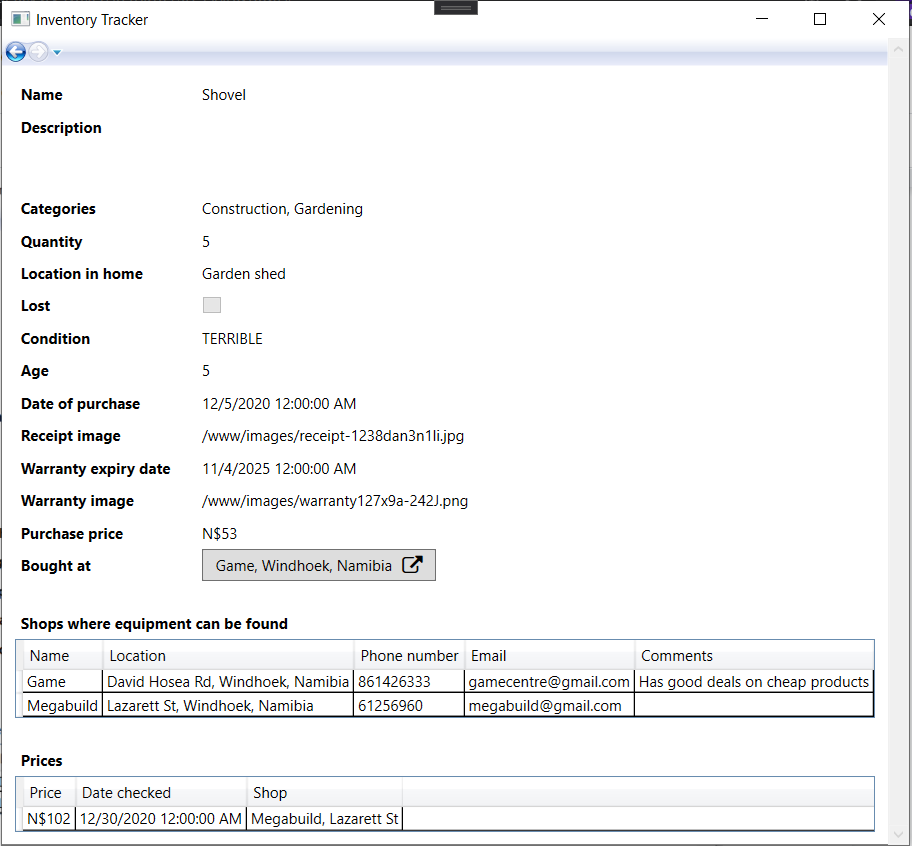 Inventory Tracker
Name Shovel
Description
Categories Construction, Gardening
Quantity 5
Location in home Garden shed
Lost
Condition TERRIBLE
Age 5
Date of purchase 12/5/2020 12:00:00 AM
Receipt image /www/images/receipt-1238dan3n1li.jpg
Warranty expiry date 11/4/2025 12:00:00 AM
Warranty image /www/images/warranty127x9a-242J.png
Purchase price N$53
Bought at Game, Windhoek, Namibia
Shops where equipment can be found
Name Location Phone number Email Comments
Game David Hosea Rd, Windhoek, Namibia 861426333 gamecentre@gmail.com Has good deals on cheap products
Megabuild Lazarett St, Windhoek, Namibia 61256960 megabuild@gmail.com
Prices
Price Date checked Shop
N$102 12/30/2020 12:00:00 AM Megabuild, Lazarett St